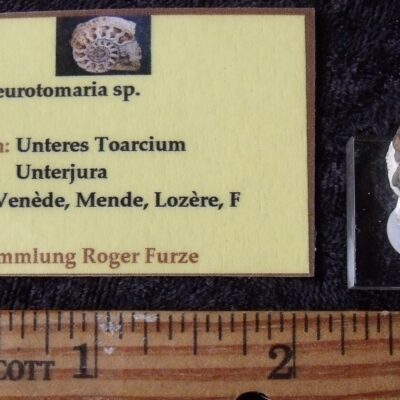 eurotomaria sp.
n: Unteres Toarcium
Unterjura
Venède, Mende, Lozère, F
mmlung Roger Furze
COTT 1 2